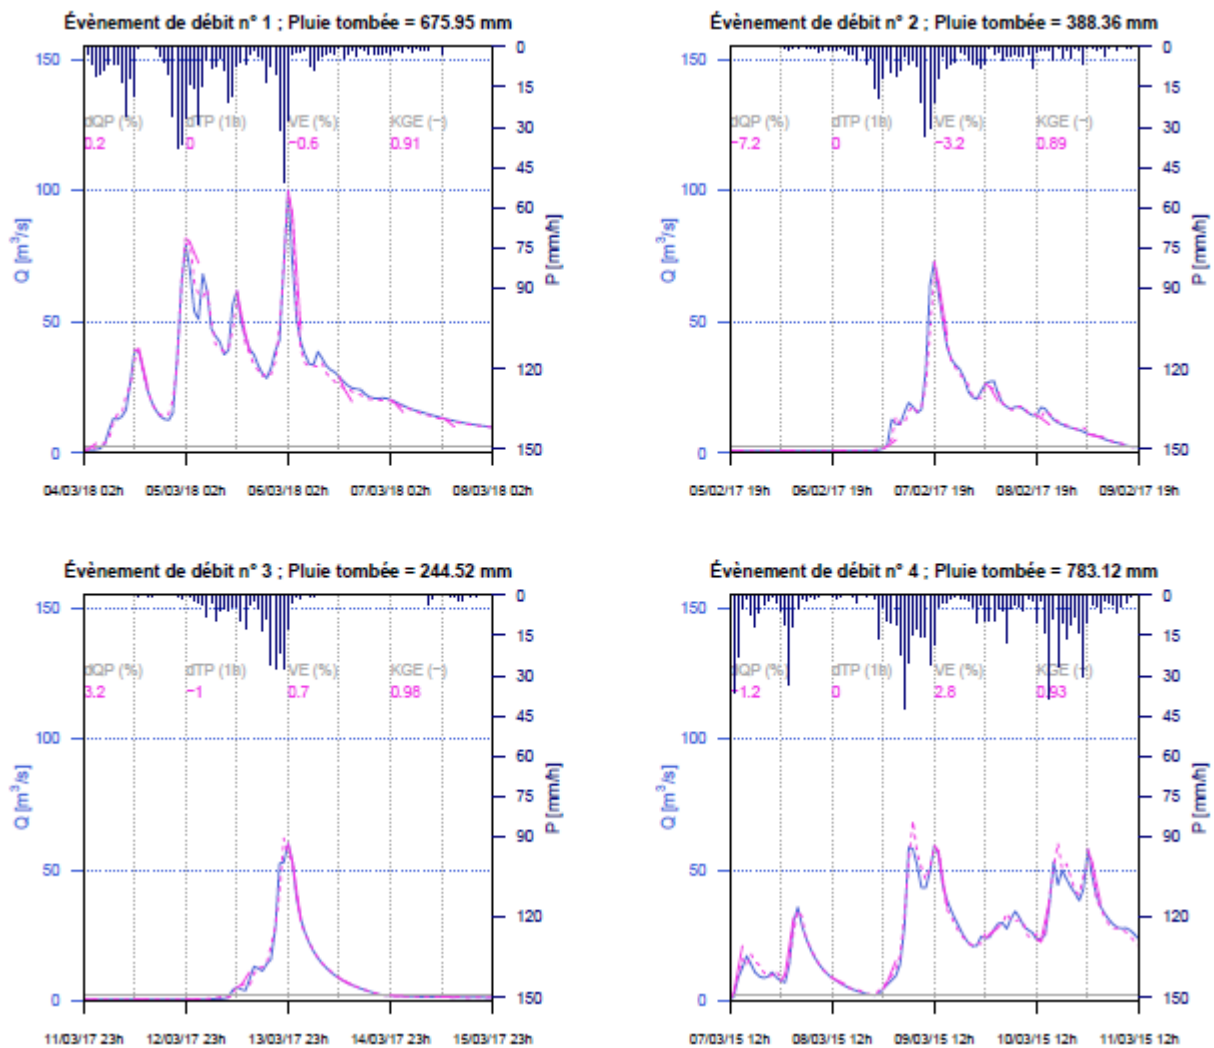 Évènement de débit n° 1 ; Pluie tombée = 675.95 mm
150
100
50
0
Q [m³/s]
0
15
30
45
60
75
90
120
150
P [mm/h]
dQP (%) dTP (1h) VE (%) KGE (−)
0.2 0 −0.6 0.91
04/03/18 02h 05/03/18 02h 06/03/18 02h 07/03/18 02h 08/03/18 02h
Évènement de débit n° 2 ; Pluie tombée = 388.36 mm
150
100
50
0
Q [m³/s]
0
15
30
45
60
75
90
120
150
P [mm/h]
dQP (%) dTP (1h) VE (%) KGE (−)
−7.2 0 −3.2 0.89
05/02/17 19h 06/02/17 19h 07/02/17 19h 08/02/17 19h 09/02/17 19h
Évènement de débit n° 3 ; Pluie tombée = 244.52 mm
150
100
50
0
Q [m³/s]
0
15
30
45
60
75
90
120
150
P [mm/h]
dQP (%) dTP (1h) VE (%) KGE (−)
3.2 −1 0.7 0.98
11/03/17 23h 12/03/17 23h 13/03/17 23h 14/03/17 23h 15/03/17 23h
Évènement de débit n° 4 ; Pluie tombée = 783.12 mm
150
100
50
0
Q [m³/s]
0
15
30
45
60
75
90
120
150
P [mm/h]
dQP (%) dTP (1h) VE (%) KGE (−)
−1.2 0 2.8 0.93
07/03/15 12h 08/03/15 12h 09/03/15 12h 10/03/15 12h 11/03/15 12h